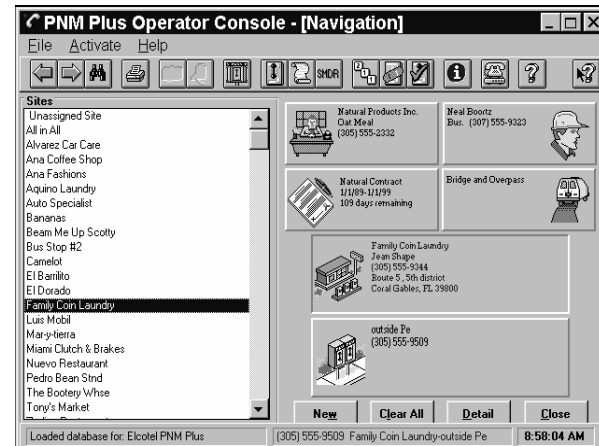 PNM Plus Operator Console - [Navigation]
File Activate Help
SMDR
Sites
Unassigned Site
All in All
Alvarez Car Care
Ana Coffee Shop
Ana Fashions
Aquino Laundry
Auto Specialist
Bananas
Beam Me Up Scotty
Bus Stop #2
Camelot
El Barrilito
El Dorado
Family Coin Laundry
Luis Mobil
Mar-y-tierra
Miami Clutch & Brakes
Nuevo Restaurant
Pedro Bean Stnd
The Bootery Whse
Tony's Market
Natural Products Inc.
Oat Meal
(305) 555-2332
Neal Boortz
Bus. (307) 555-9323
Natural Contract
1/1/89-1/1/99
109 days remaining
Bridge and Overpass
Family Coin Laundry
Jean Shape
(305) 555-9344
Route 5, 5th district
Coral Gables, FL 39800
outside Pe
(305) 555-9509
New Clear All Detail Close
Loaded database for: Elcotel PNM Plus
(305) 555-9509 Family Coin Laundry-outside Pe
8:58:04 AM